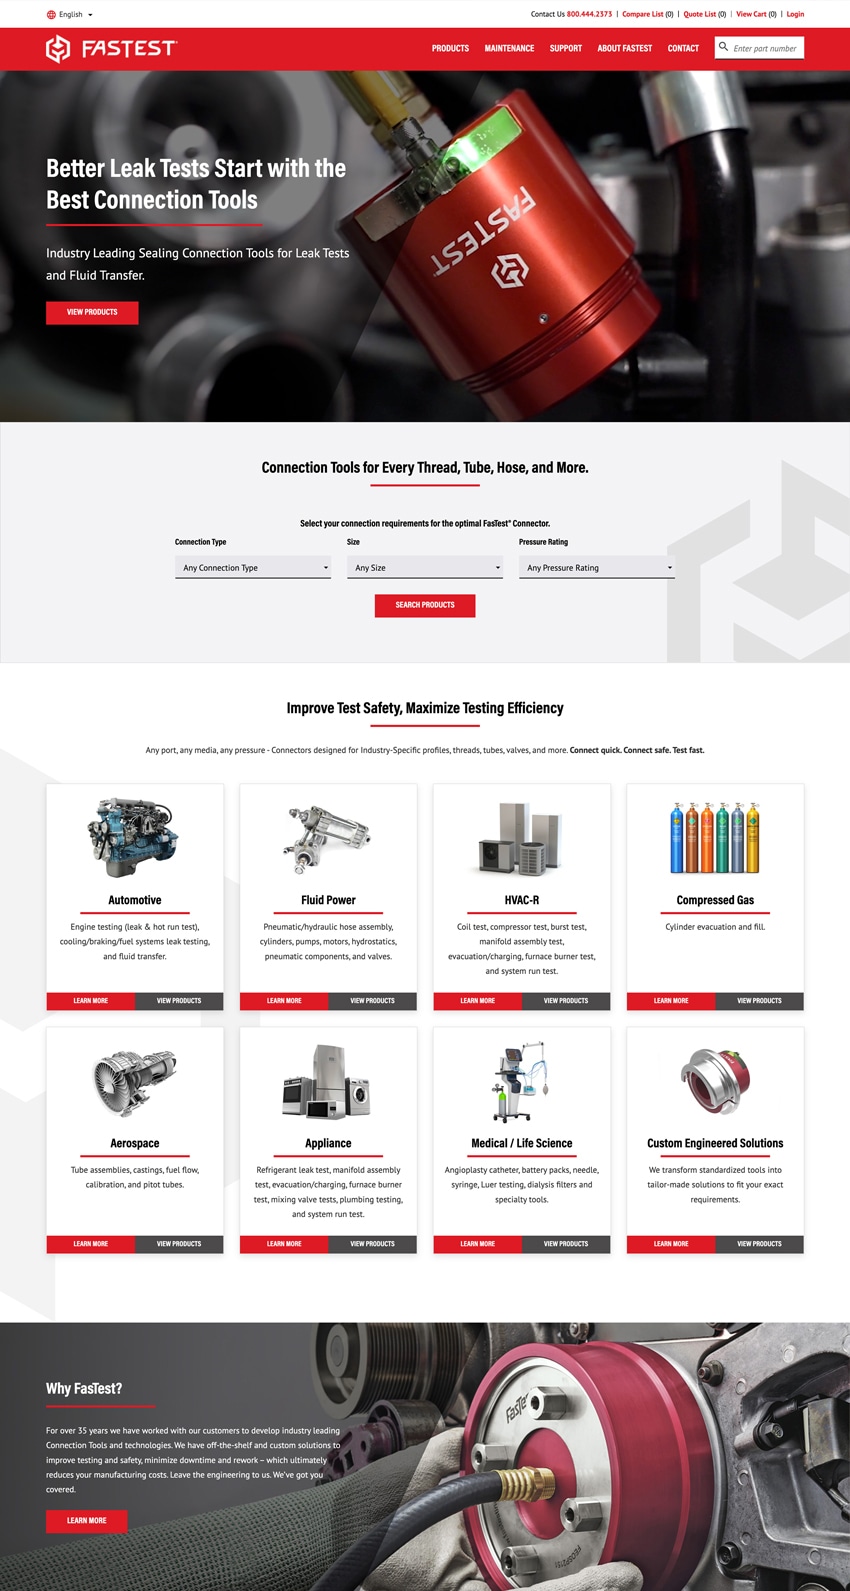 English
Contact Us 800.444.2373 | Compare List (0) | Quote List (0) | View Cart (0) | Login
FASTEST
PRODUCTS MAINTENANCE SUPPORT ABOUT FASTEST CONTACT
Enter part number
Better Leak Tests Start with the
Best Connection Tools
Industry Leading Sealing Connection Tools for Leak Tests
and Fluid Transfer.
VIEW PRODUCTS
FASTEST
Connection Tools for Every Thread, Tube, Hose, and More.
Select your connection requirements for the optimal FasTest® Connector.
Connection Type Size Pressure Rating
Any Connection Type Any Size Any Pressure Rating
SEARCH PRODUCTS
Improve Test Safety, Maximize Testing Efficiency
Any port, any media, any pressure - Connectors designed for Industry-Specific profiles, threads, tubes, valves, and more. Connect quick. Connect safe. Test fast.
Automotive
Engine testing (leak & hot run test),
cooling/braking/fuel systems leak testing,
and fluid transfer.
LEARN MORE VIEW PRODUCTS
Fluid Power
Pneumatic/hydraulic hose assembly,
cylinders, pumps, motors, hydrostatics,
pneumatic components, and valves.
LEARN MORE VIEW PRODUCTS
HVAC-R
Coil test, compressor test, burst test,
manifold assembly test,
evacuation/charging, furnace burner test,
and system run test.
LEARN MORE VIEW PRODUCTS
Compressed Gas
Cylinder evacuation and fill.
LEARN MORE VIEW PRODUCTS
Aerospace
Tube assemblies, castings, fuel flow,
calibration, and pitot tubes.
LEARN MORE VIEW PRODUCTS
Appliance
Refrigerant leak test, manifold assembly
test, evacuation/charging, furnace burner
test, mixing valve tests, plumbing testing,
and system run test.
LEARN MORE VIEW PRODUCTS
Medical / Life Science
Angioplasty catheter, battery packs, needle,
syringe, Luer testing, dialysis filters and
specialty tools.
LEARN MORE VIEW PRODUCTS
Custom Engineered Solutions
We transform standardized tools into
tailor-made solutions to fit your exact
requirements.
LEARN MORE VIEW PRODUCTS
Why FasTest?
For over 35 years we have worked with our customers to develop industry leading
Connection Tools and technologies. We have off-the-shelf and custom solutions to
improve testing and safety, minimize downtime and rework – which ultimately
reduces your manufacturing costs. Leave the engineering to us. We've got you
covered.
LEARN MORE
FasTest